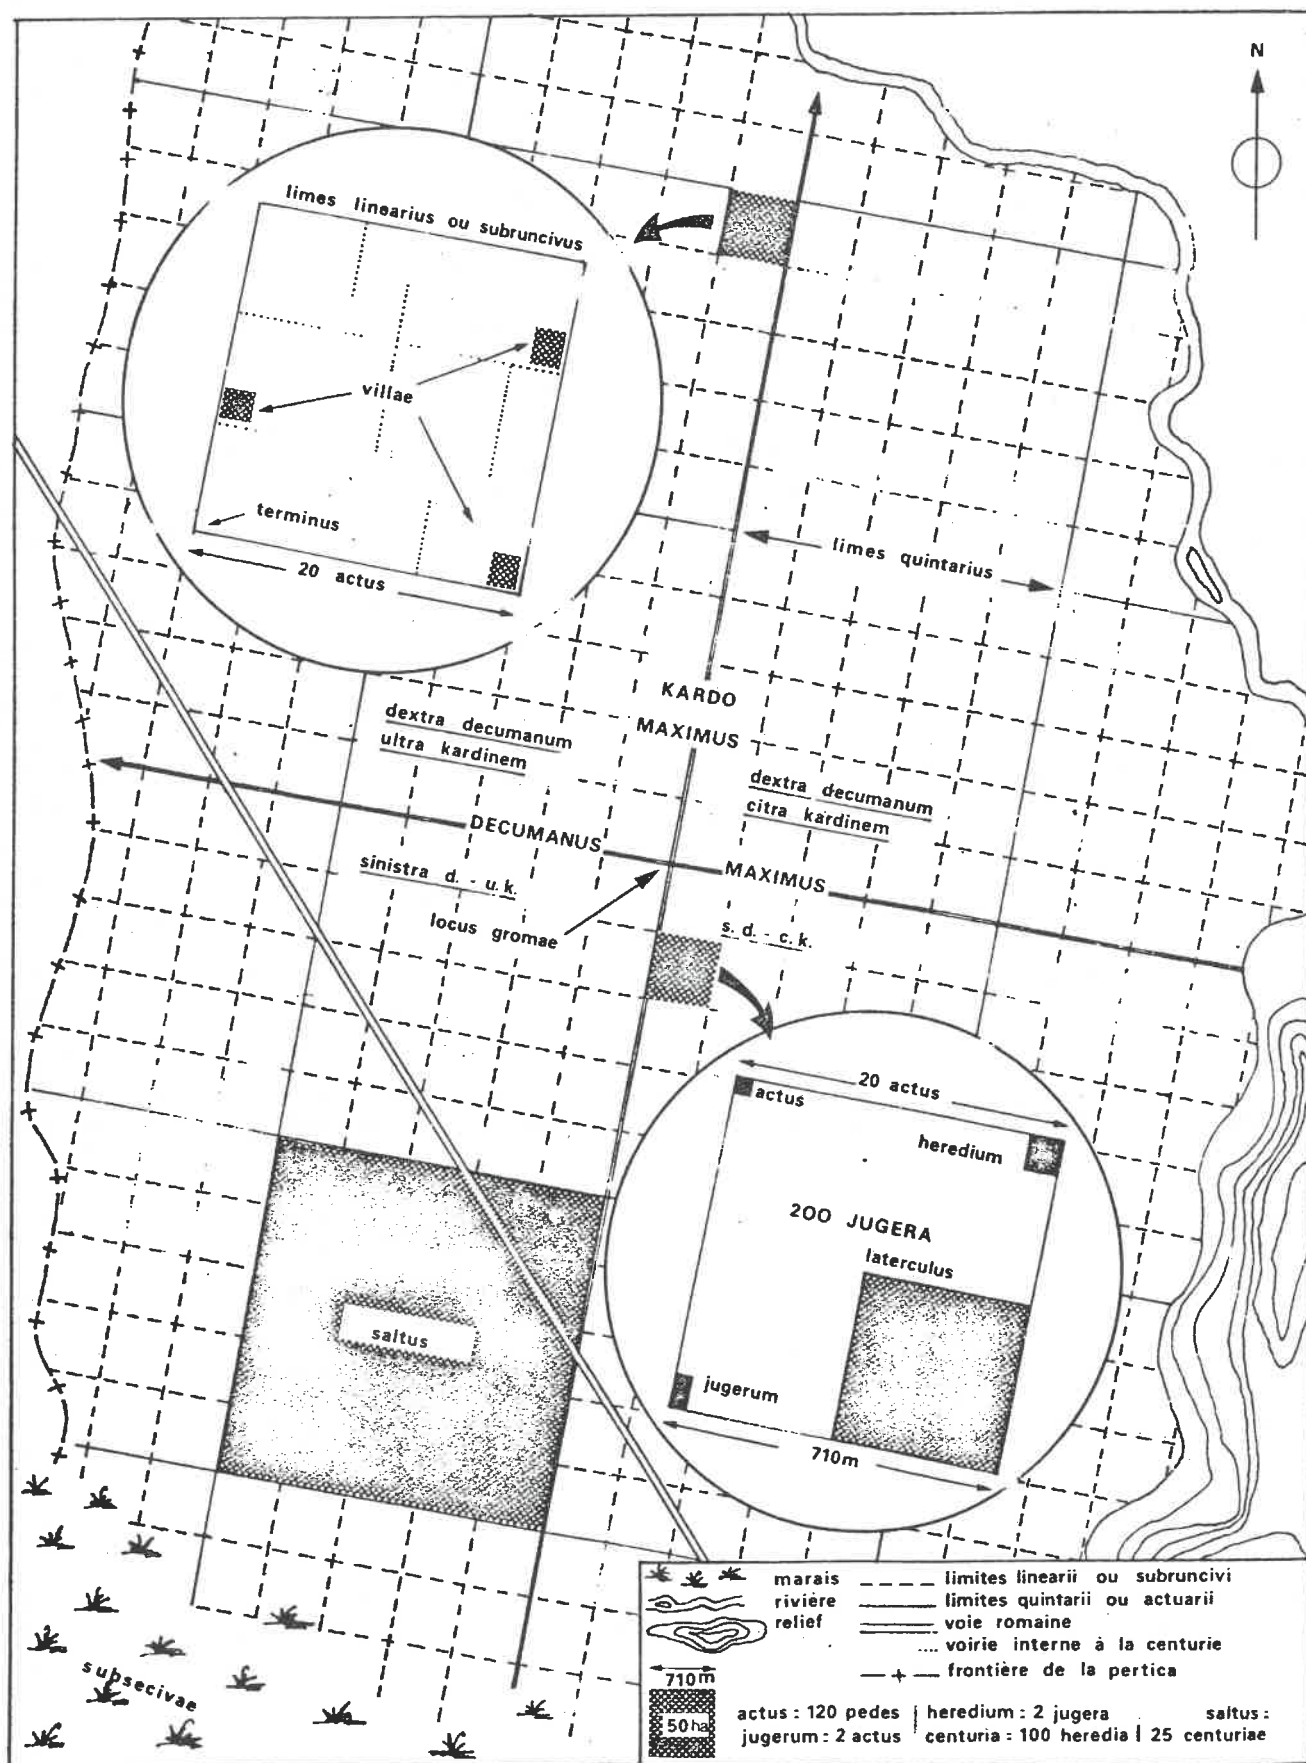 N
limes linearius ou subruncivus
villae
terminus
20 actus
limes quintarius
KARDO
MAXIMUS
dextra decumanum
ultra kardinem
dextra decumanum
citra kardinem
DECUMANUS
MAXIMUS
sinistra d. - u. k.
locus gromae
s. d. - c. k.
20 actus
actus
heredium
200 JUGERA
laterculus
saltus
jugerum
710m
subsecivae
marais
rivière
relief
limites linearii ou subruncivi
limites quintarii ou actuarii
voie romaine
voirie interne à la centurie
frontière de la pertica
710m
50ha
actus : 120 pedes
jugerum : 2 actus
heredium : 2 jugera
centuria : 100 heredia
saltus :
25 centuriae